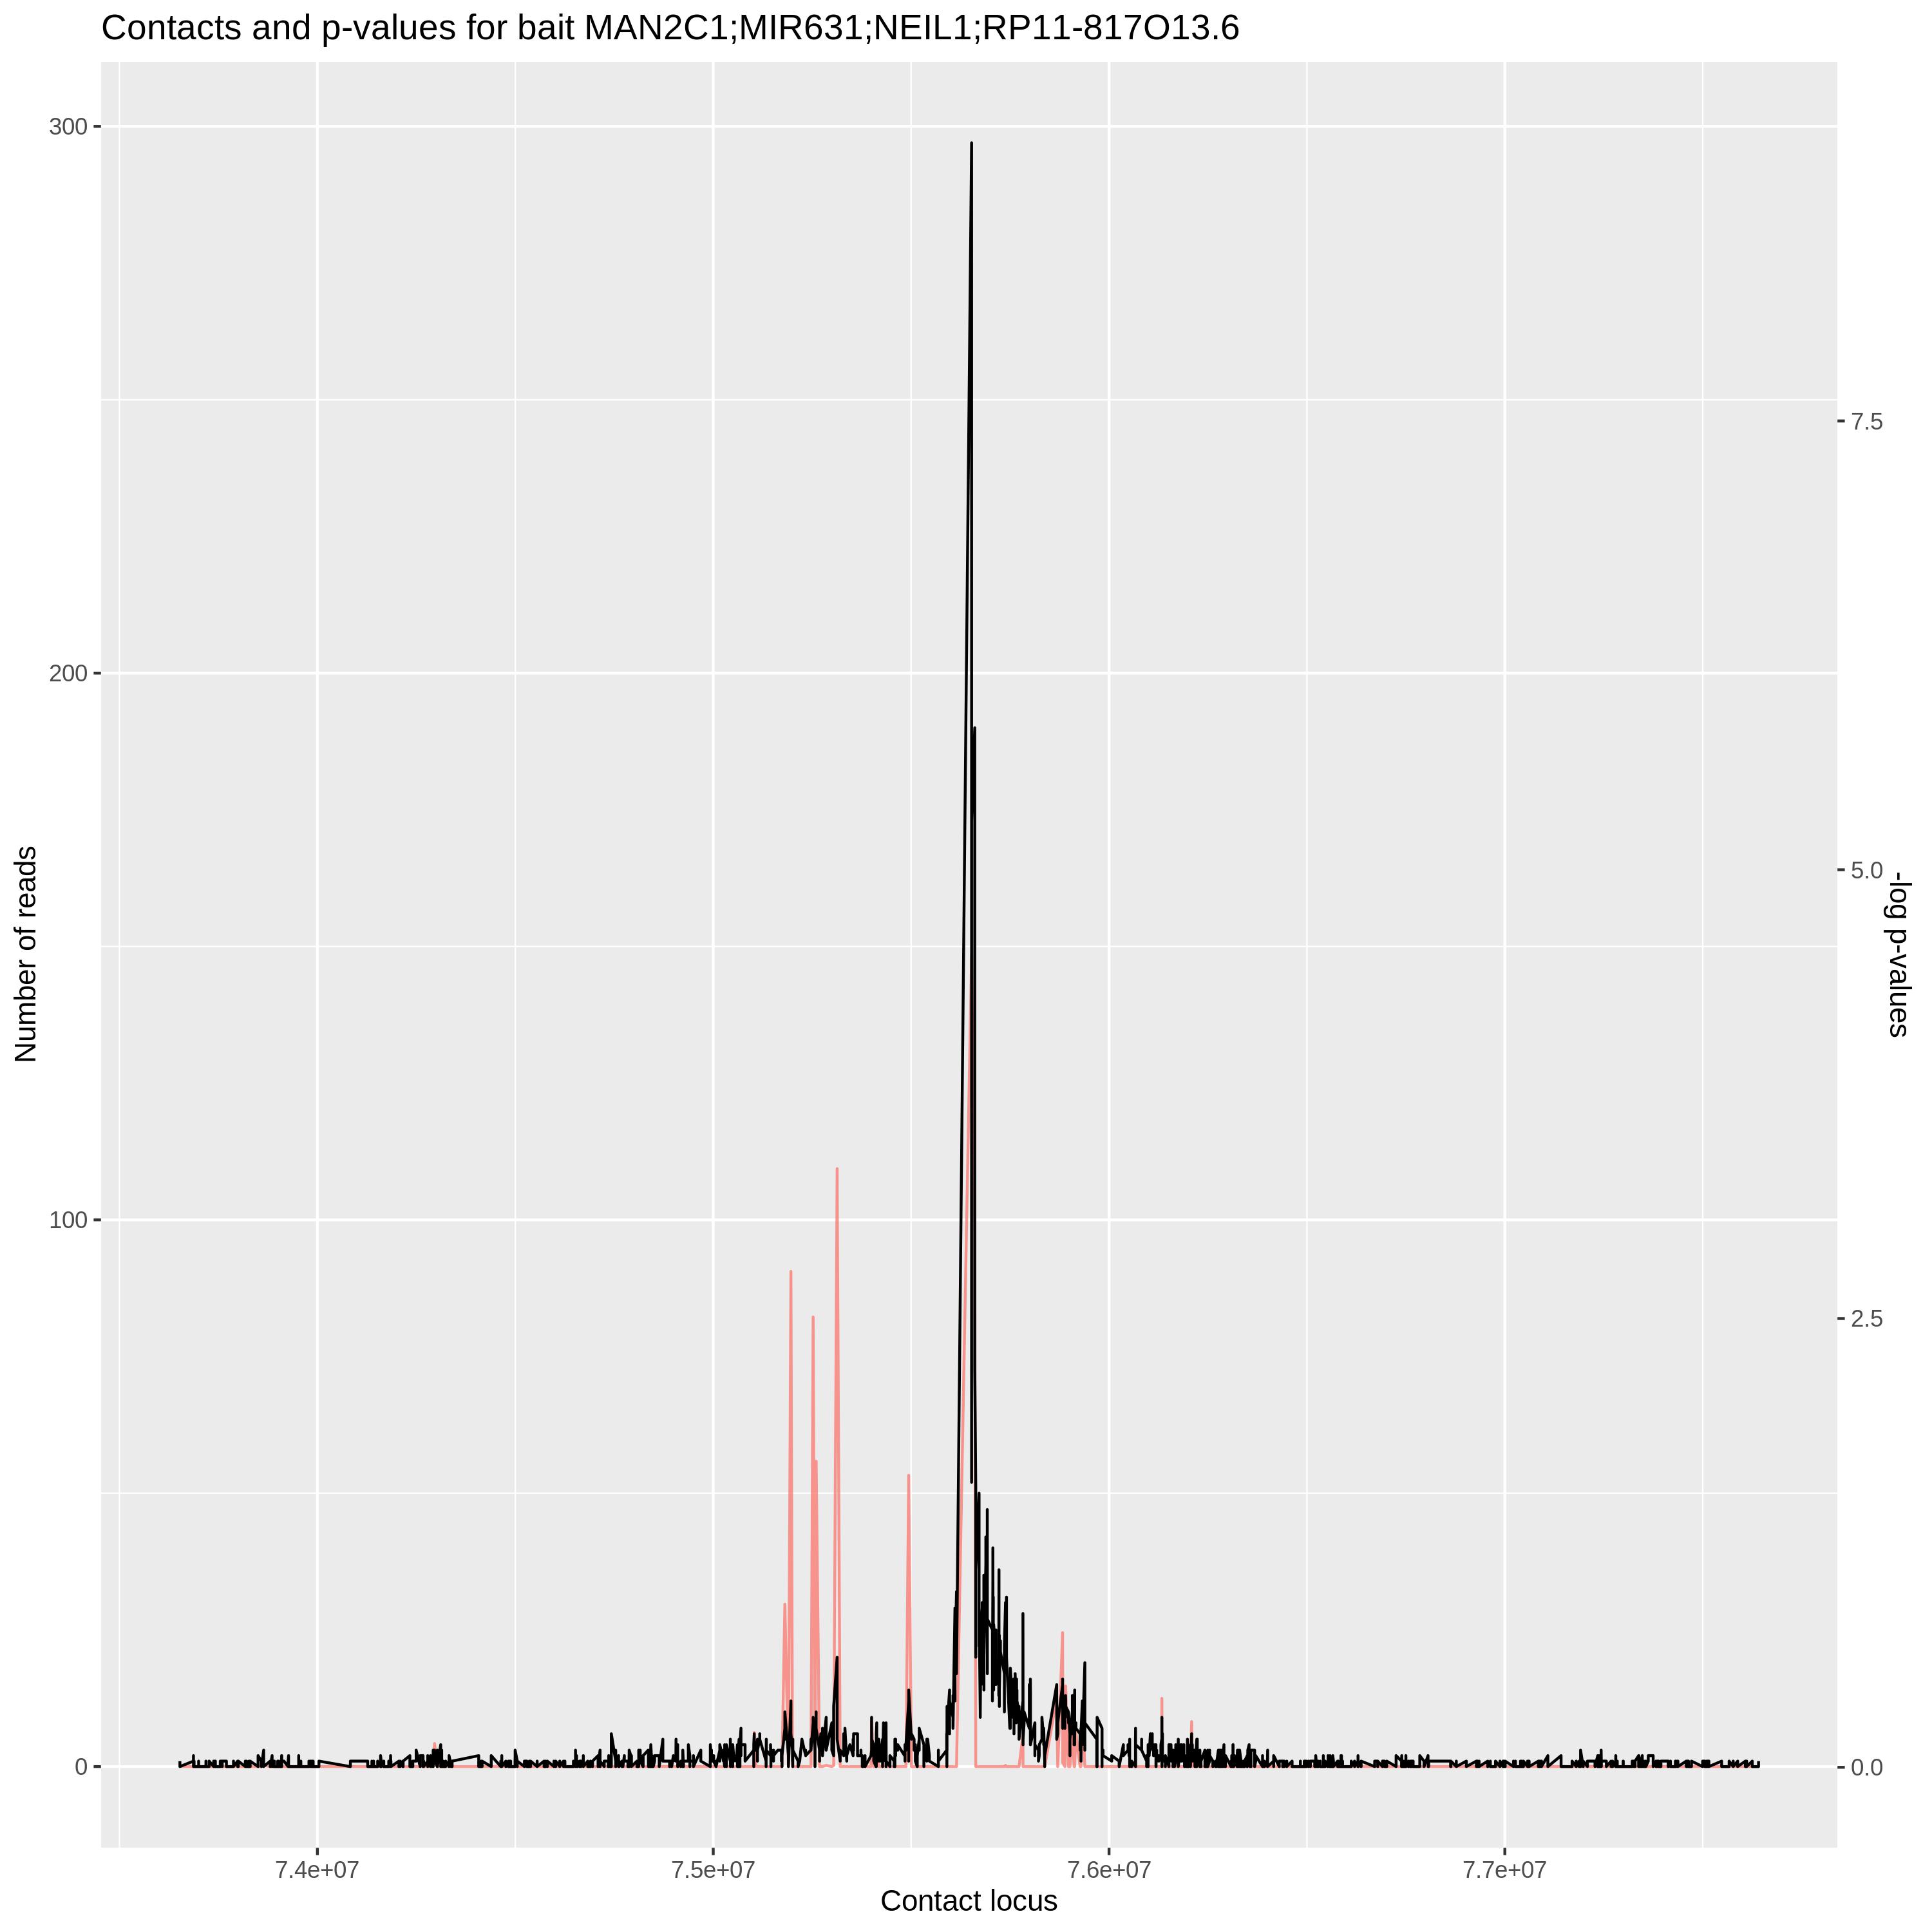 Contacts and p-values for bait MAN2C1;MIR631;NEIL1;RP11-817O13.6
300
200
100
0
Number of reads
7.5
5.0
2.5
0.0
-log p-values
7.4e+07
7.5e+07
7.6e+07
7.7e+07
Contact locus